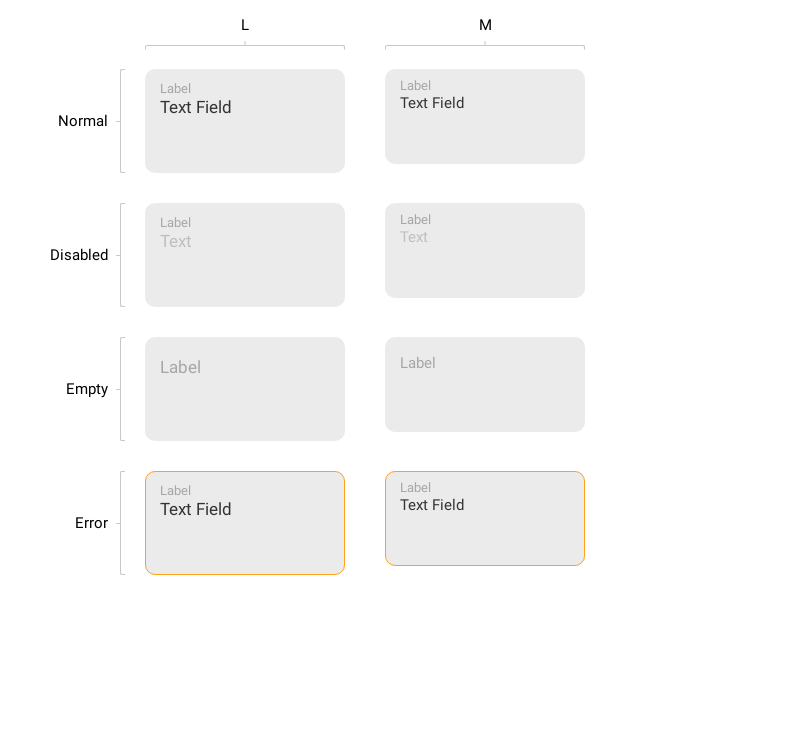 L
M
Normal
Label
Text Field
Label
Text Field
Disabled
Label
Text
Label
Text
Empty
Label
Label
Error
Label
Text Field
Label
Text Field